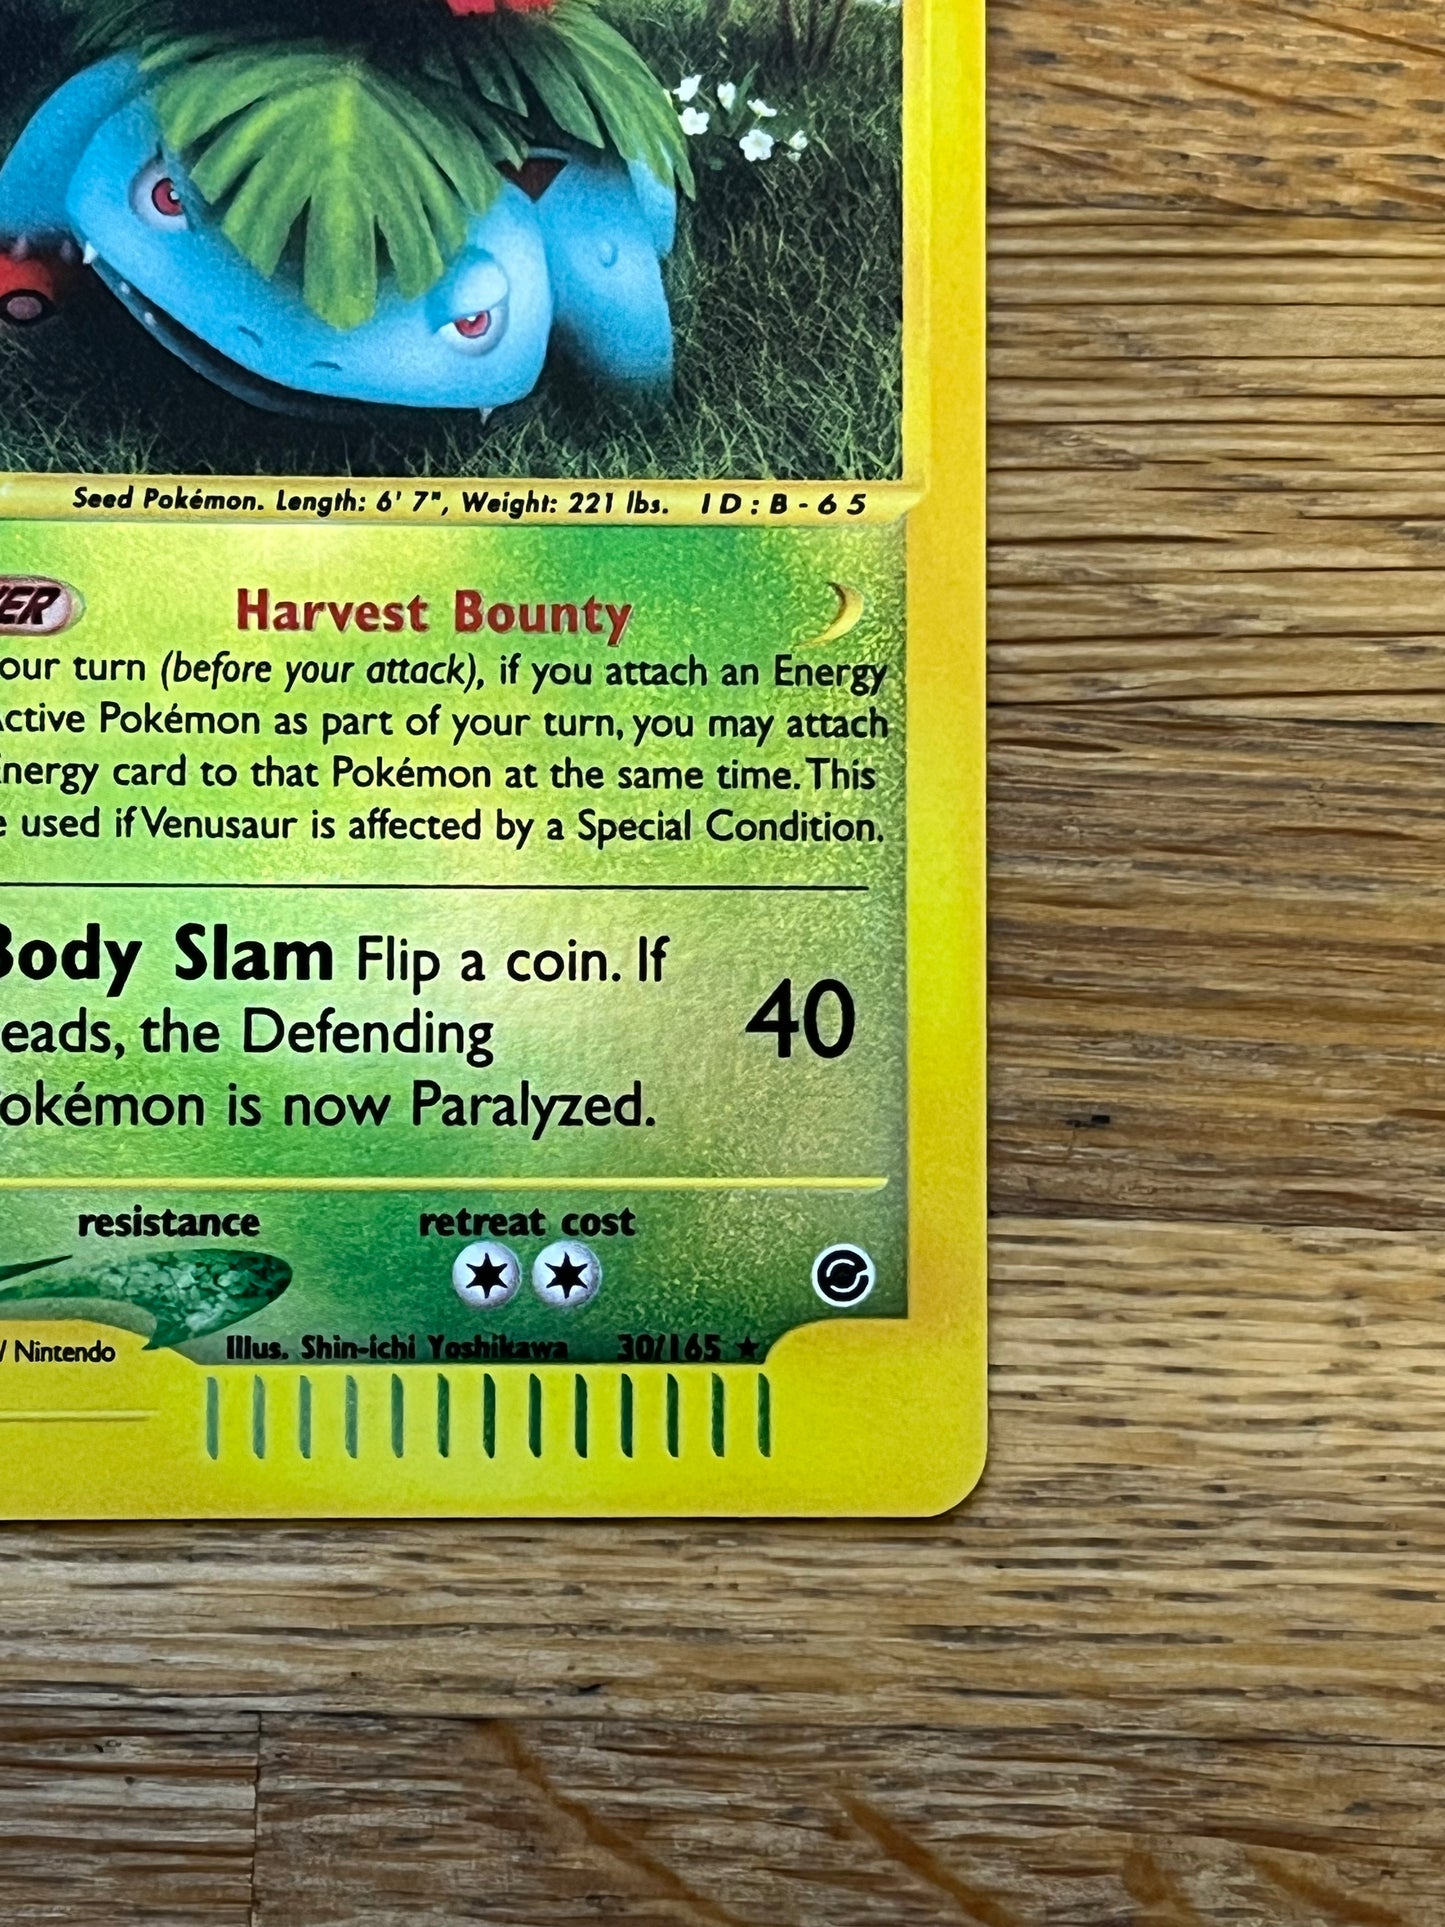 Seed Pokémon. Length: 6' 7", Weight: 221 lbs. ID:B-65
ER Harvest Bounty
our turn (before your attack), if you attach an Energy
Active Pokémon as part of your turn, you may attach
Energy card to that Pokémon at the same time. This
e used if Venusaur is affected by a Special Condition.
Body Slam Flip a coin. If
eads, the Defending 40
Pokémon is now Paralyzed.
resistance retreat cost
/ Nintendo Illus. Shin-ichi Yoshikawa 30/165 ★